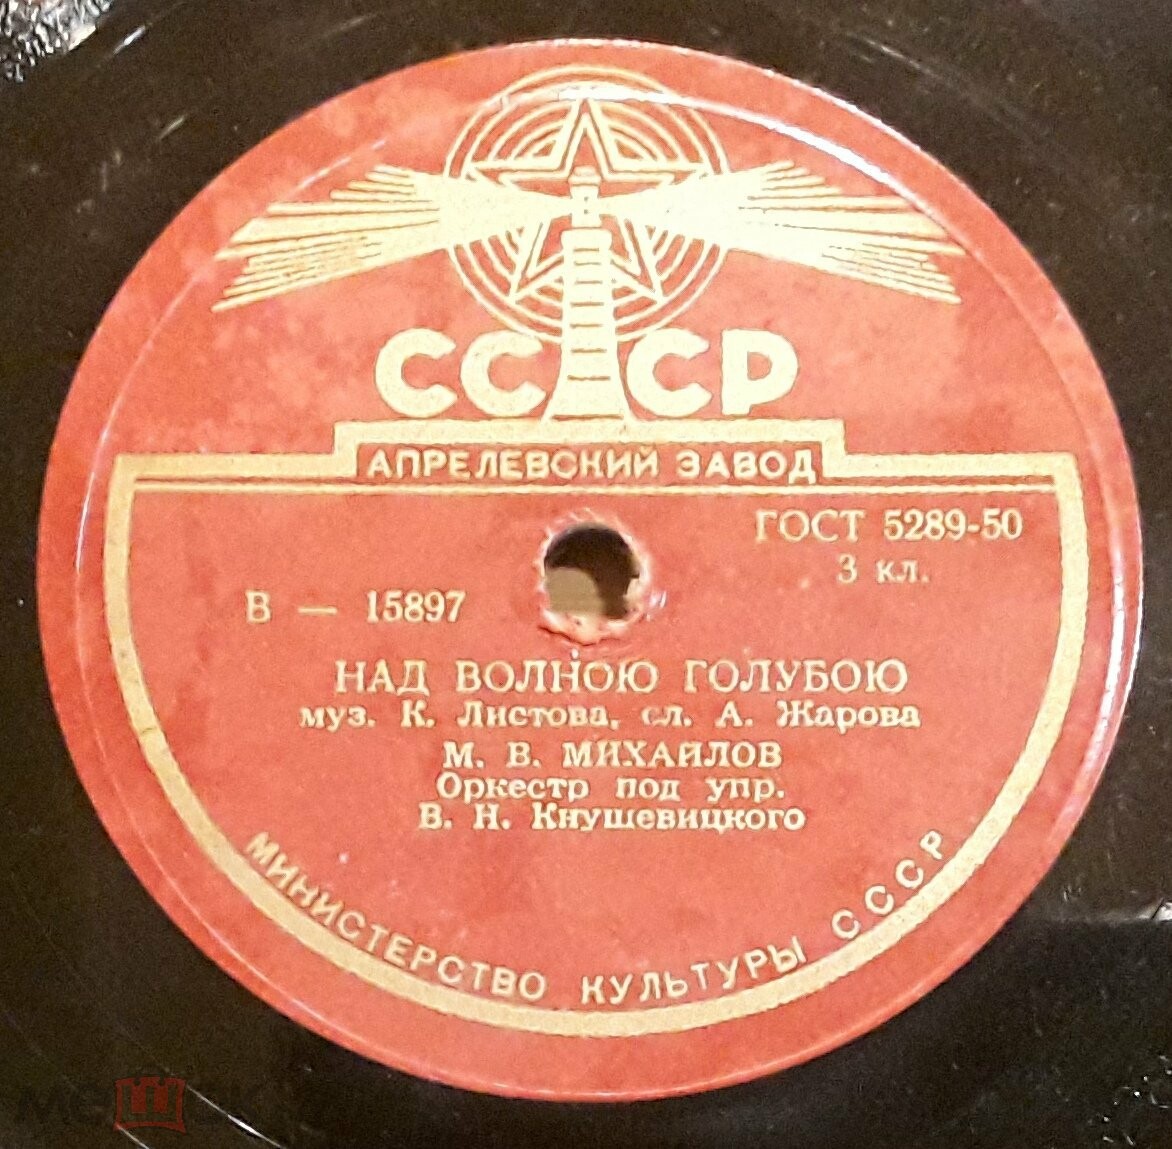 СССР
АПРЕЛЕВСКИЙ ЗАВОД
ГОСТ 5289-50
3 кл.
В — 15897
НАД ВОЛНОЮ ГОЛУБОЮ
муз. К. Листова, сл. А. Жарова
М. В. МИХАЙЛОВ
Оркестр под упр.
В. Н. Кнушевицкого
МИНИСТЕРСТВО КУЛЬТУРЫ СССР